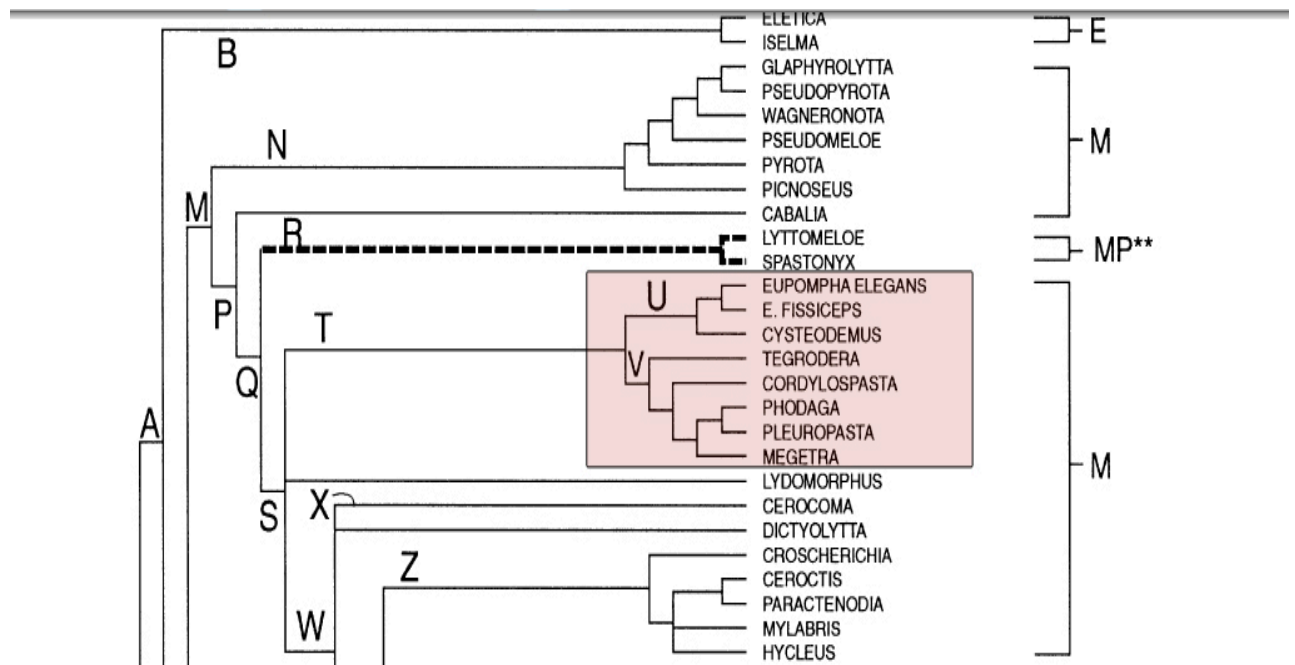 ELETICA
E
B
ISELMA
GLAPHYROLYTTA
PSEUDOPYROTA
WAGNERONOTA
N
PSEUDOMELOE
M
PYROTA
PICNOSEUS
M
CABALIA
R
LYTTOMELOE
MP**
SPASTONYX
EUPOMPHA ELEGANS
U
E. FISSICEPS
P
T
CYSTEODEMUS
V
TEGRODERA
Q
CORDYLOSPASTA
PHODAGA
A
PLEUROPASTA
MEGETRA
M
LYDOMORPHUS
X
CEROCOMA
S
DICTYOLYTTA
CROSCHERICHIA
Z
CEROCTIS
PARACTENODIA
W
MYLABRIS
HYCLEUS